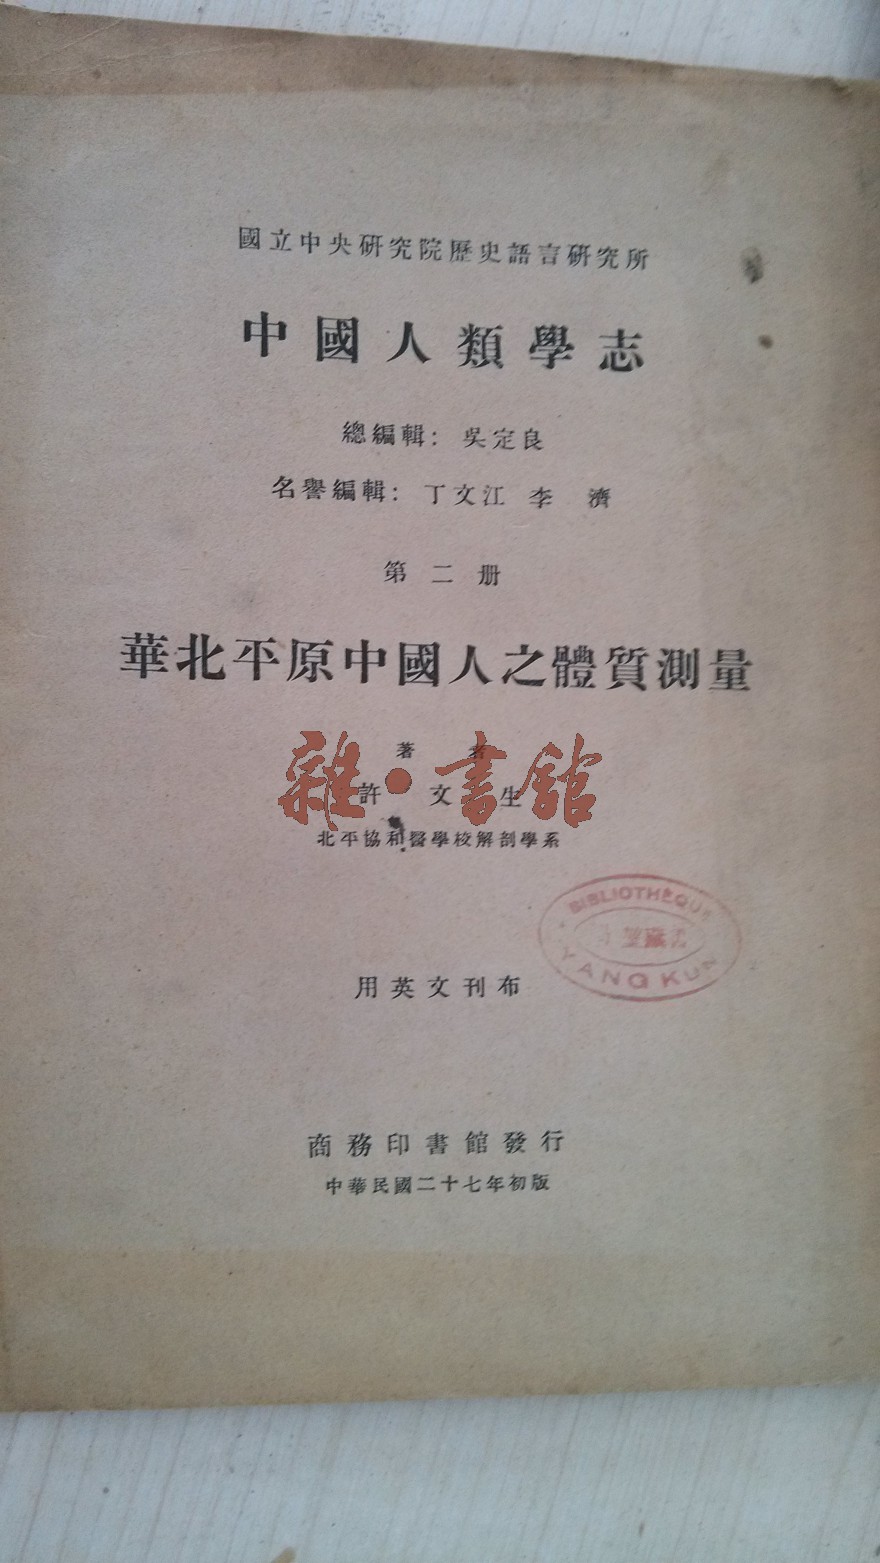 國立中央研究院歷史語言研究所
中國人類學志
總編輯：吳定良
名譽編輯：丁文江 李濟
第二册
華北平原中國人之體質測量
著者
許文生
雜·書館
北平協和醫學校解剖學系
BIBLIOTHÈQUE
YANG KUN
用英文刊布
商務印書館發行
中華民國二十七年初版